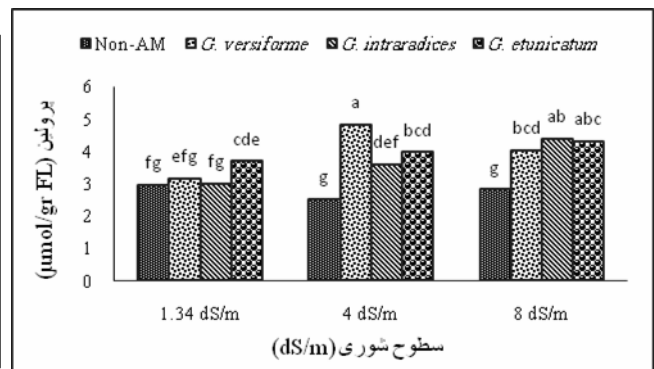 Non-AM G. versiforme G. intraradices G. etunicatum
پرولین (µmol/gr FL)
6
5
4
3
2
1
0
fg efg fg cde
g a def bcd
g bcd ab abc
1.34 dS/m 4 dS/m 8 dS/m
سطوح شوری (dS/m)